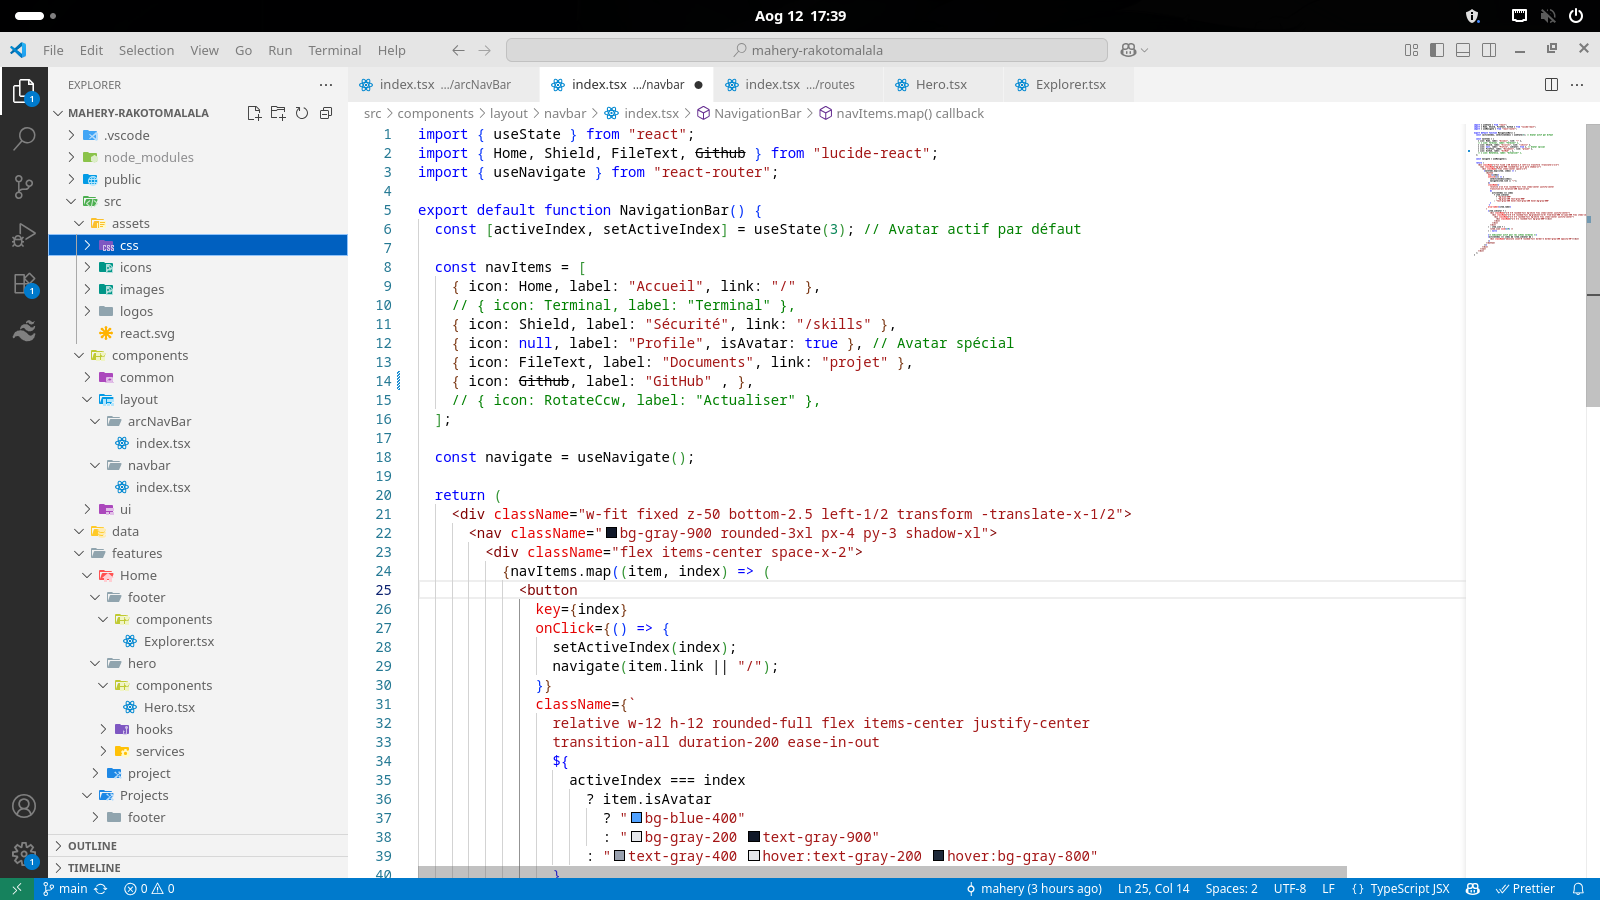 Aog 12 17:39
File Edit Selection View Go Run Terminal Help
mahery-rakotomalala
EXPLORER
index.tsx .../arcNavBar
index.tsx .../navbar
index.tsx .../routes
Hero.tsx
Explorer.tsx
src > components > layout > navbar > index.tsx > NavigationBar > navItems.map() callback
MAHERY-RAKOTOMALALA
.vscode
node_modules
public
src
assets
css
icons
images
logos
react.svg
components
common
layout
arcNavBar
index.tsx
navbar
index.tsx
ui
data
features
Home
footer
components
Explorer.tsx
hero
components
Hero.tsx
hooks
services
project
Projects
footer
OUTLINE
TIMELINE
1
1
1
1 import { useState } from "react";
2 import { Home, Shield, FileText, Github } from "lucide-react";
3 import { useNavigate } from "react-router";
4
5 export default function NavigationBar() {
6 const [activeIndex, setActiveIndex] = useState(3); // Avatar actif par défaut
7
8 const navItems = [
9 { icon: Home, label: "Accueil", link: "/" },
10 // { icon: Terminal, label: "Terminal" },
11 { icon: Shield, label: "Sécurité", link: "/skills" },
12 { icon: null, label: "Profile", isAvatar: true }, // Avatar spécial
13 { icon: FileText, label: "Documents", link: "projet" },
14 { icon: Github, label: "GitHub" , },
15 // { icon: RotateCcw, label: "Actualiser" },
16 ];
17
18 const navigate = useNavigate();
19
20 return (
21 <div className="w-fit fixed z-50 bottom-2.5 left-1/2 transform -translate-x-1/2">
22 <nav className="bg-gray-900 rounded-3xl px-4 py-3 shadow-xl">
23 <div className="flex items-center space-x-2">
24 {navItems.map((item, index) => (
25 <button
26 key={index}
27 onClick={() => {
28 setActiveIndex(index);
29 navigate(item.link || "/");
30 }}
31 className={`
32 relative w-12 h-12 rounded-full flex items-center justify-center
33 transition-all duration-200 ease-in-out
34 ${
35 activeIndex === index
36 ? item.isAvatar
37 ? "bg-blue-400"
38 : "bg-gray-200 text-gray-900"
39 : "text-gray-400 hover:text-gray-200 hover:bg-gray-800"
40 }
main 0 0 mahery (3 hours ago) Ln 25, Col 14 Spaces: 2 UTF-8 LF {} TypeScript JSX Prettier